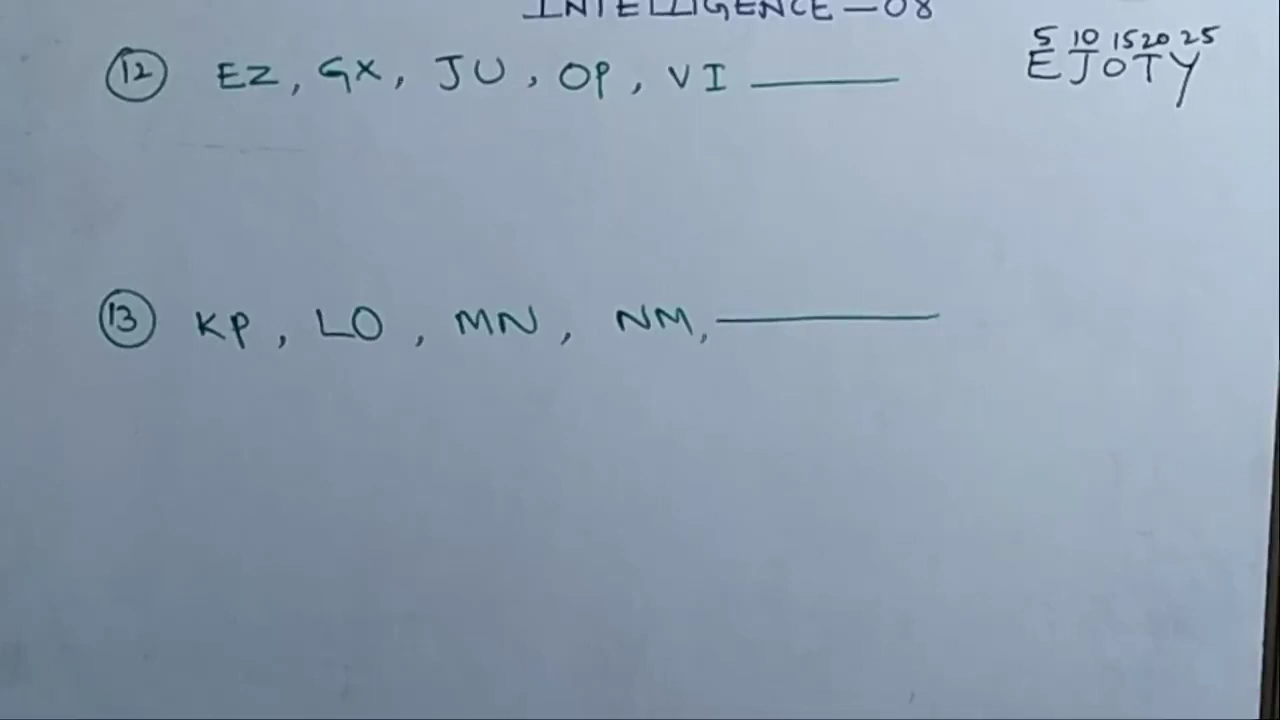 INTELLIGENCE - 08
5 10 15 20 25
E J O T Y
12 EZ, GX, JU, OP, VI ______
13 KP, LO, MN, NM, ______